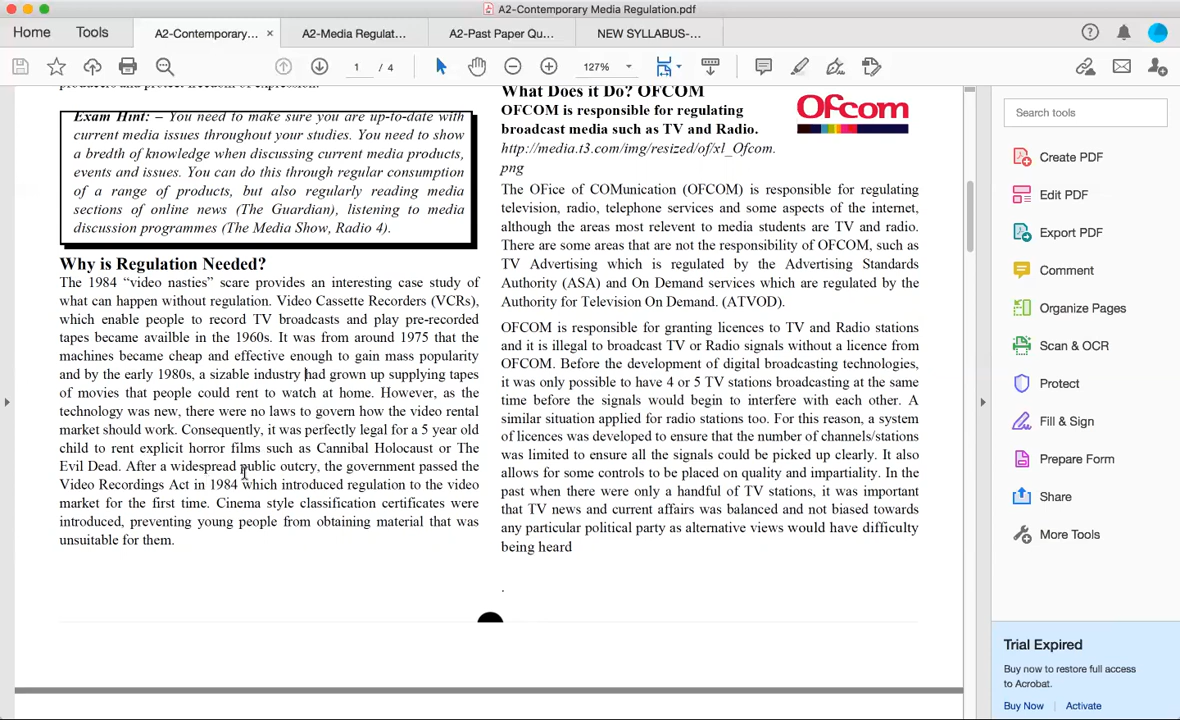 A2-Contemporary Media Regulation.pdf
Home
Tools
A2-Contemporary...
×
A2-Media Regulat...
A2-Past Paper Qu...
NEW SYLLABUS-...
1 / 4
127%
Search tools
Exam Hint: – You need to make sure you are up-to-date with
current media issues throughout your studies. You need to show
a breth of knowledge when discussing current media products,
events and issues. You can do this through regular consumption
of a range of products, but also regularly reading media
sections of online news (The Guardian), listening to media
discussion programmes (The Media Show, Radio 4).
Why is Regulation Needed?
The 1984 “video nasties” scare provides an interesting case study of
what can happen without regulation. Video Cassette Recorders (VCRs),
which enable people to record TV broadcasts and play pre-recorded
tapes became availble in the 1960s. It was from around 1975 that the
machines became cheap and effective enough to gain mass popularity
and by the early 1980s, a sizable industry had grown up supplying tapes
of movies that people could rent to watch at home. However, as the
technology was new, there were no laws to govern how the video rental
market should work. Consequently, it was perfectly legal for a 5 year old
child to rent explicit horror films such as Cannibal Holocaust or The
Evil Dead. After a widespread public outcry, the government passed the
Video Recordings Act in 1984 which introduced regulation to the video
market for the first time. Cinema style classification certificates were
introduced, preventing young people from obtaining material that was
unsuitable for them.
What Does it Do? OFCOM
OFCOM is responsible for regulating
broadcast media such as TV and Radio.
http://media.t3.com/img/resized/of/xl_Ofcom.
png
Ofcom
The OFice of COMunication (OFCOM) is responsible for regulating
television, radio, telephone services and some aspects of the internet,
although the areas most relevent to media students are TV and radio.
There are some areas that are not the responsibility of OFCOM, such as
TV Advertising which is regulated by the Advertising Standards
Authority (ASA) and On Demand services which are regulated by the
Authority for Television On Demand. (ATVOD).
OFCOM is responsible for granting licences to TV and Radio stations
and it is illegal to broadcast TV or Radio signals without a licence from
OFCOM. Before the development of digital broadcasting technologies,
it was only possible to have 4 or 5 TV stations broadcasting at the same
time before the signals would begin to interfere with each other. A
similar situation applied for radio stations too. For this reason, a system
of licences was developed to ensure that the number of channels/stations
was limited to ensure all the signals could be picked up clearly. It also
allows for some controls to be placed on quality and impartiality. In the
past when there were only a handful of TV stations, it was important
that TV news and current affairs was balanced and not biased towards
any particular political party as alternative views would have difficulty
being heard
.
Create PDF
Edit PDF
Export PDF
Comment
Organize Pages
Scan & OCR
Protect
Fill & Sign
Prepare Form
Share
More Tools
Trial Expired
Buy now to restore full access
to Acrobat.
Buy Now | Activate